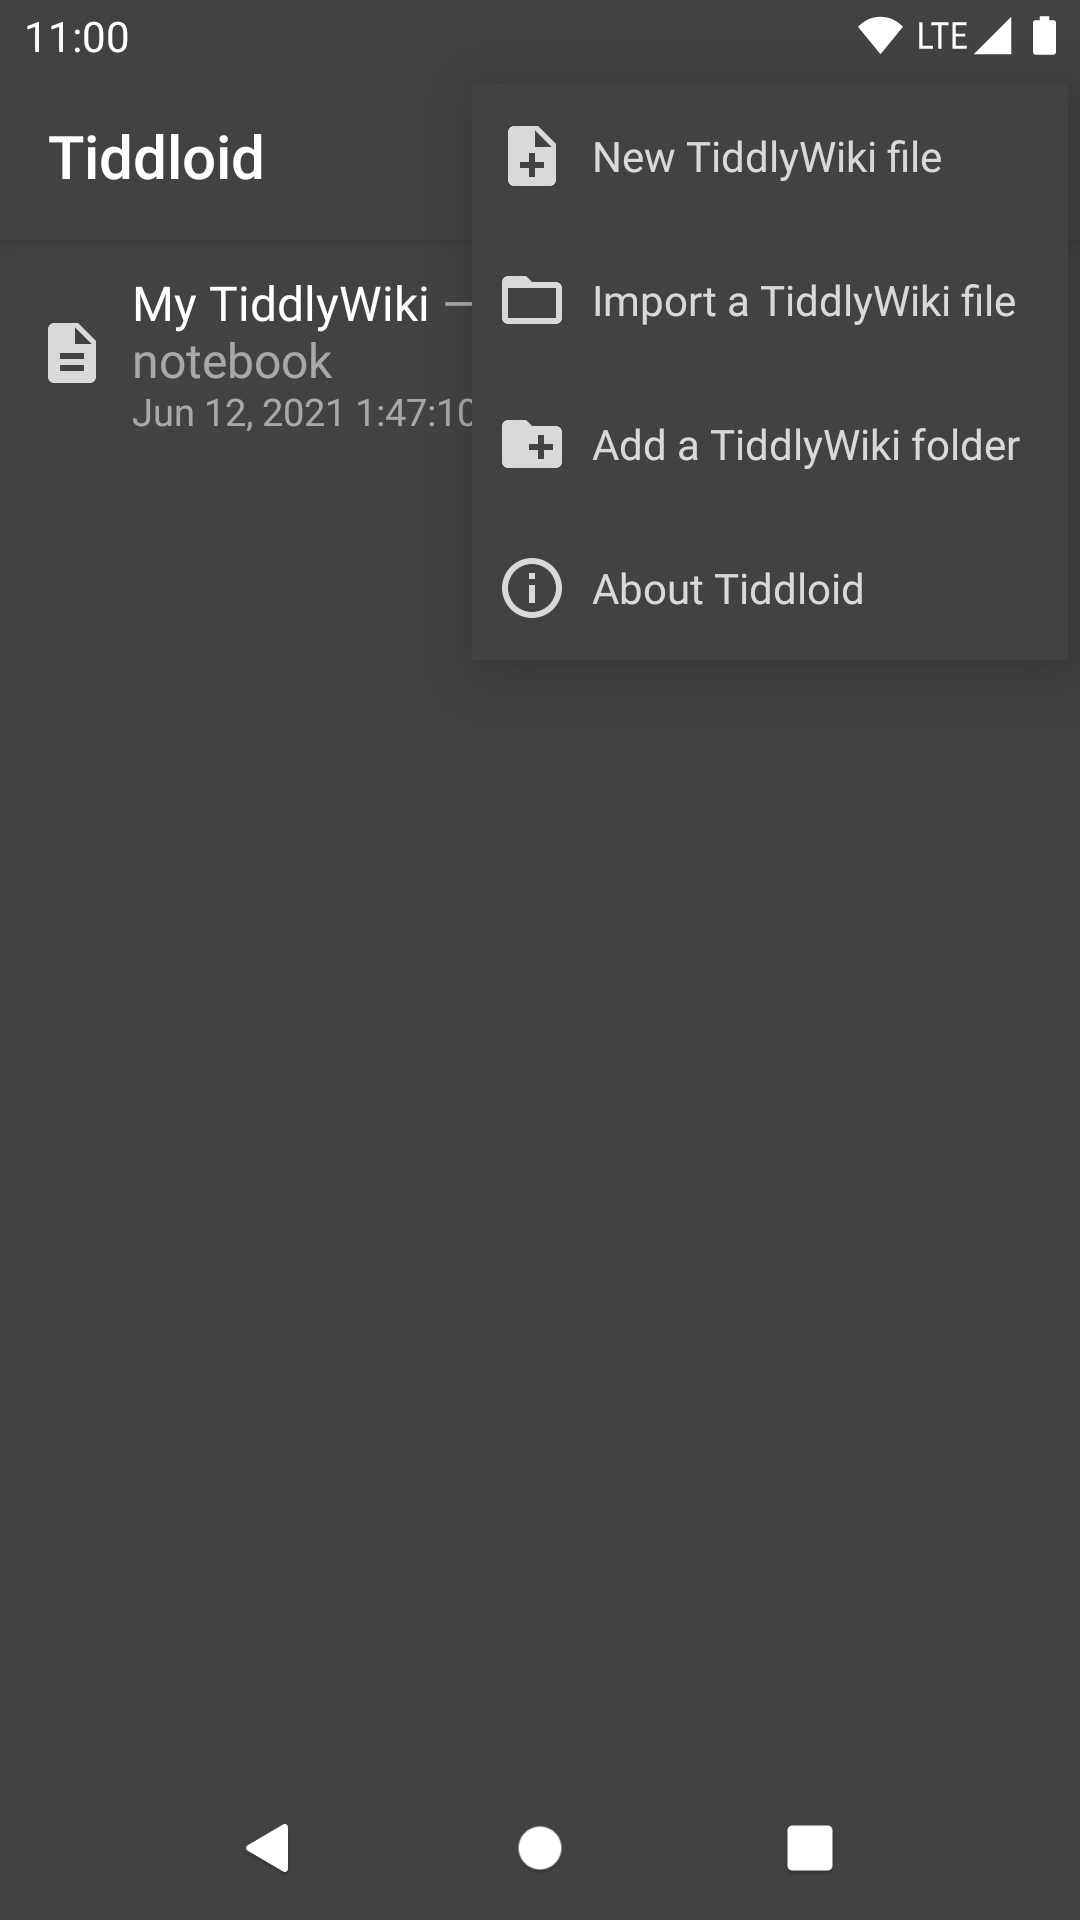 11:00
LTE
Tiddloid
New TiddlyWiki file
Import a TiddlyWiki file
Add a TiddlyWiki folder
About Tiddloid
My TiddlyWiki —
notebook
Jun 12, 2021 1:47:10